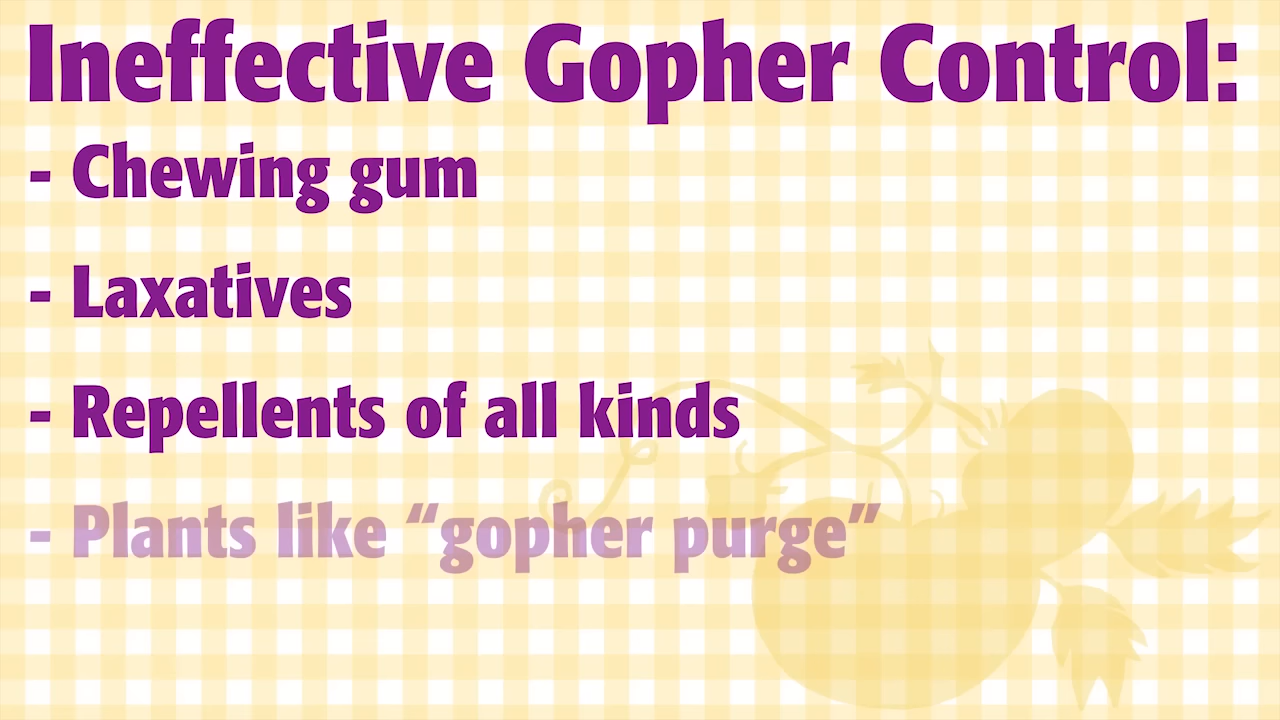 Ineffective Gopher Control:
- Chewing gum
- Laxatives
- Repellents of all kinds
- Plants like “gopher purge”